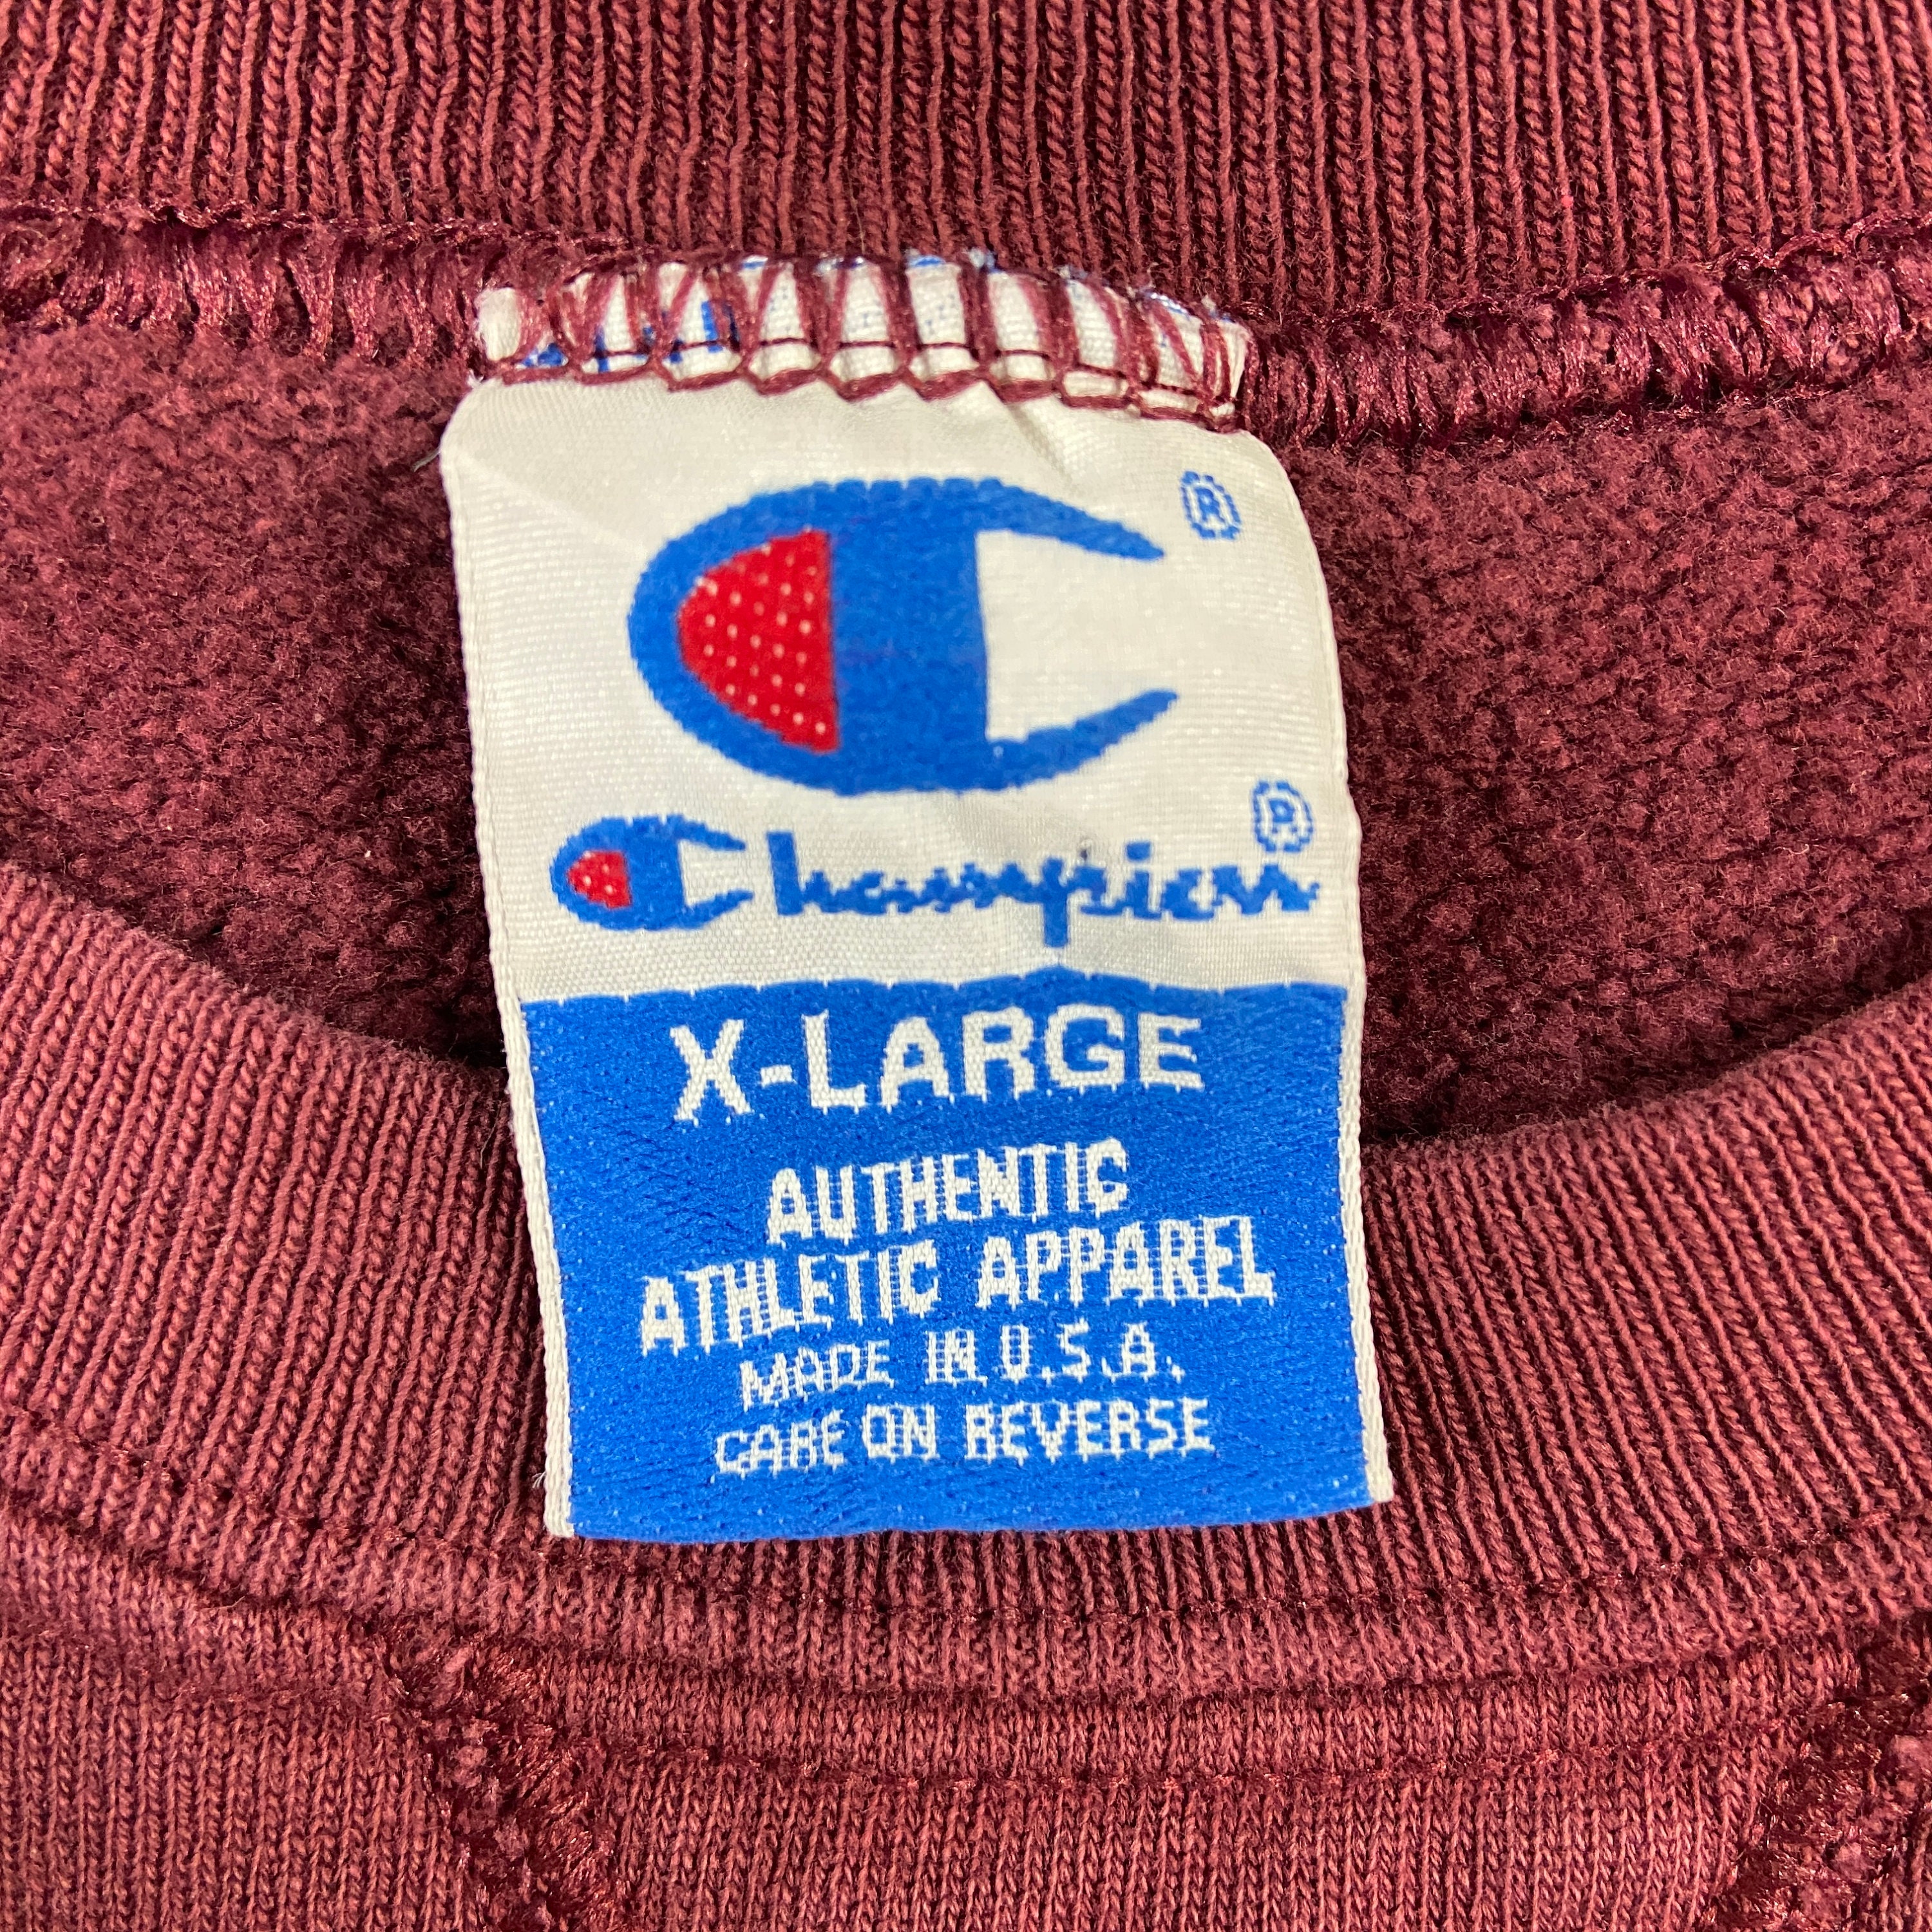 ®
Champion®
X-LARGE
AUTHENTIC
ATHLETIC APPAREL
MADE IN U.S.A.
CARE ON REVERSE